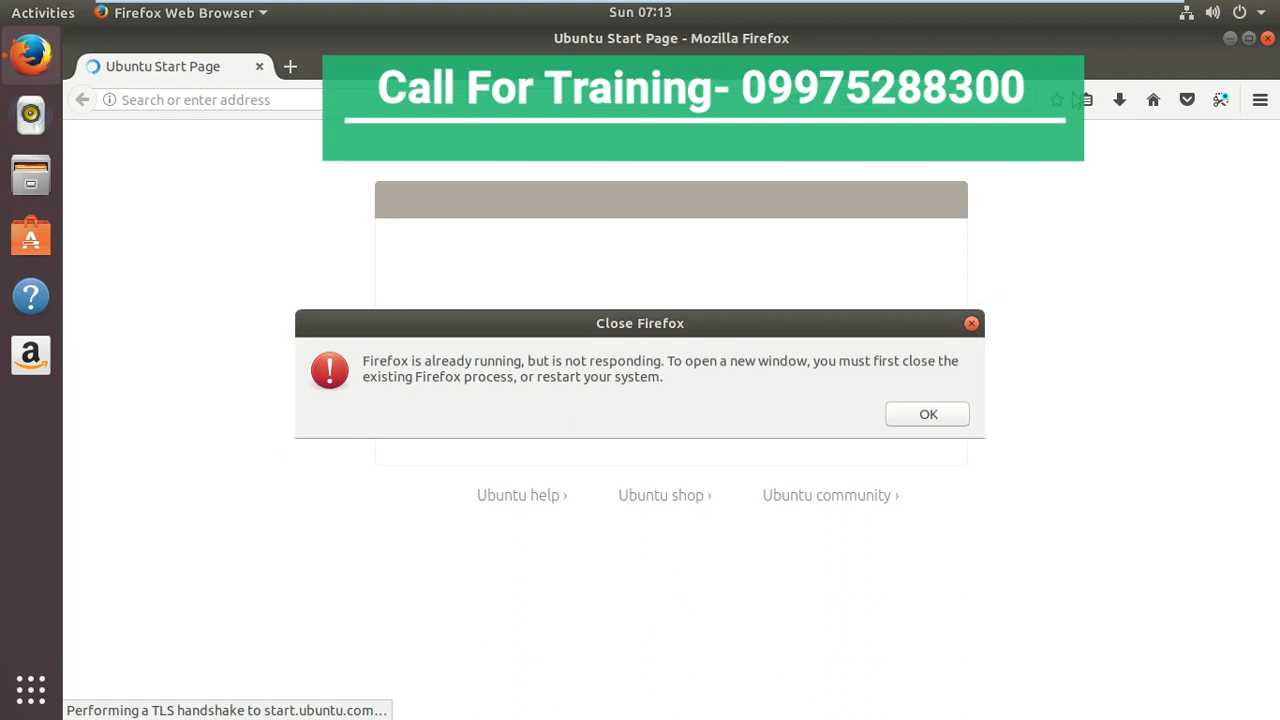 Activities
Firefox Web Browser
Sun 07:13
Ubuntu Start Page - Mozilla Firefox
Ubuntu Start Page
Call For Training- 09975288300
Search or enter address
Close Firefox
Firefox is already running, but is not responding. To open a new window, you must first close the
existing Firefox process, or restart your system.
OK
Ubuntu help ›
Ubuntu shop ›
Ubuntu community ›
Performing a TLS handshake to start.ubuntu.com…